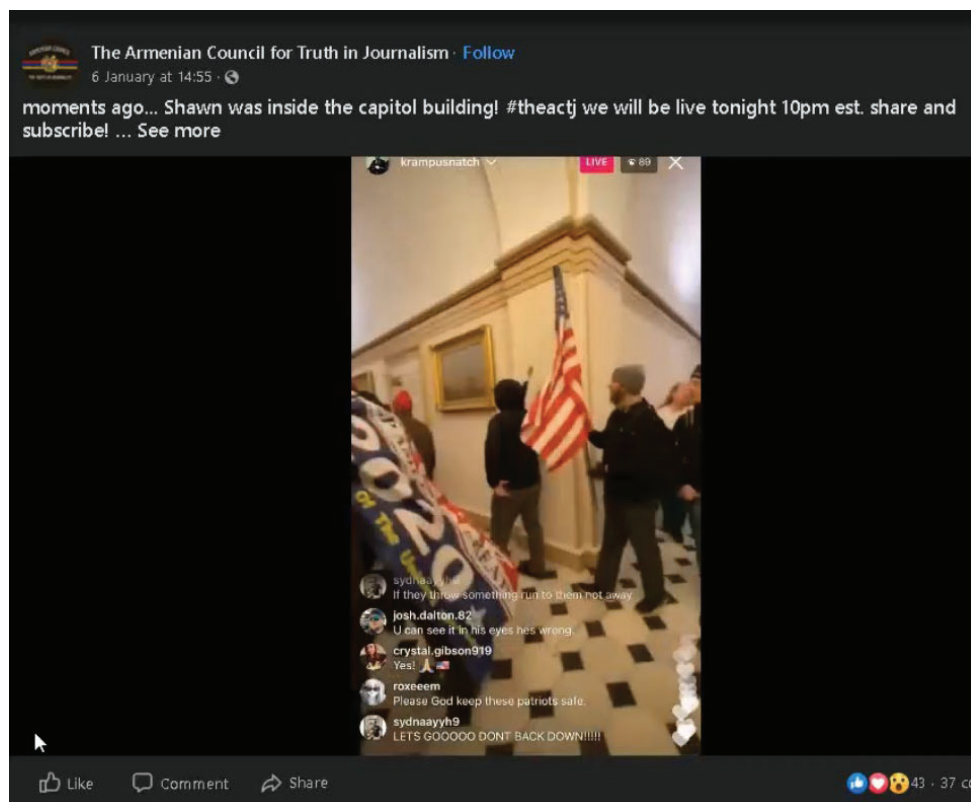 The Armenian Council for Truth in Journalism · Follow
6 January at 14:55 ·
moments ago... Shawn was inside the capitol building! #theactj we will be live tonight 10pm est. share and
subscribe! ... See more
krampusnatch
LIVE
89
2020
Of The
sydnaayyh9
If they throw something run to them not away
josh.dalton.82
U can see it in his eyes hes wrong.
crystal.gibson919
Yes! 🙏🇺🇸
roxeeem
Please God keep these patriots safe.
sydnaayyh9
LETS GOOOOO DONT BACK DOWN!!!!!
Like
Comment
Share
43 · 37